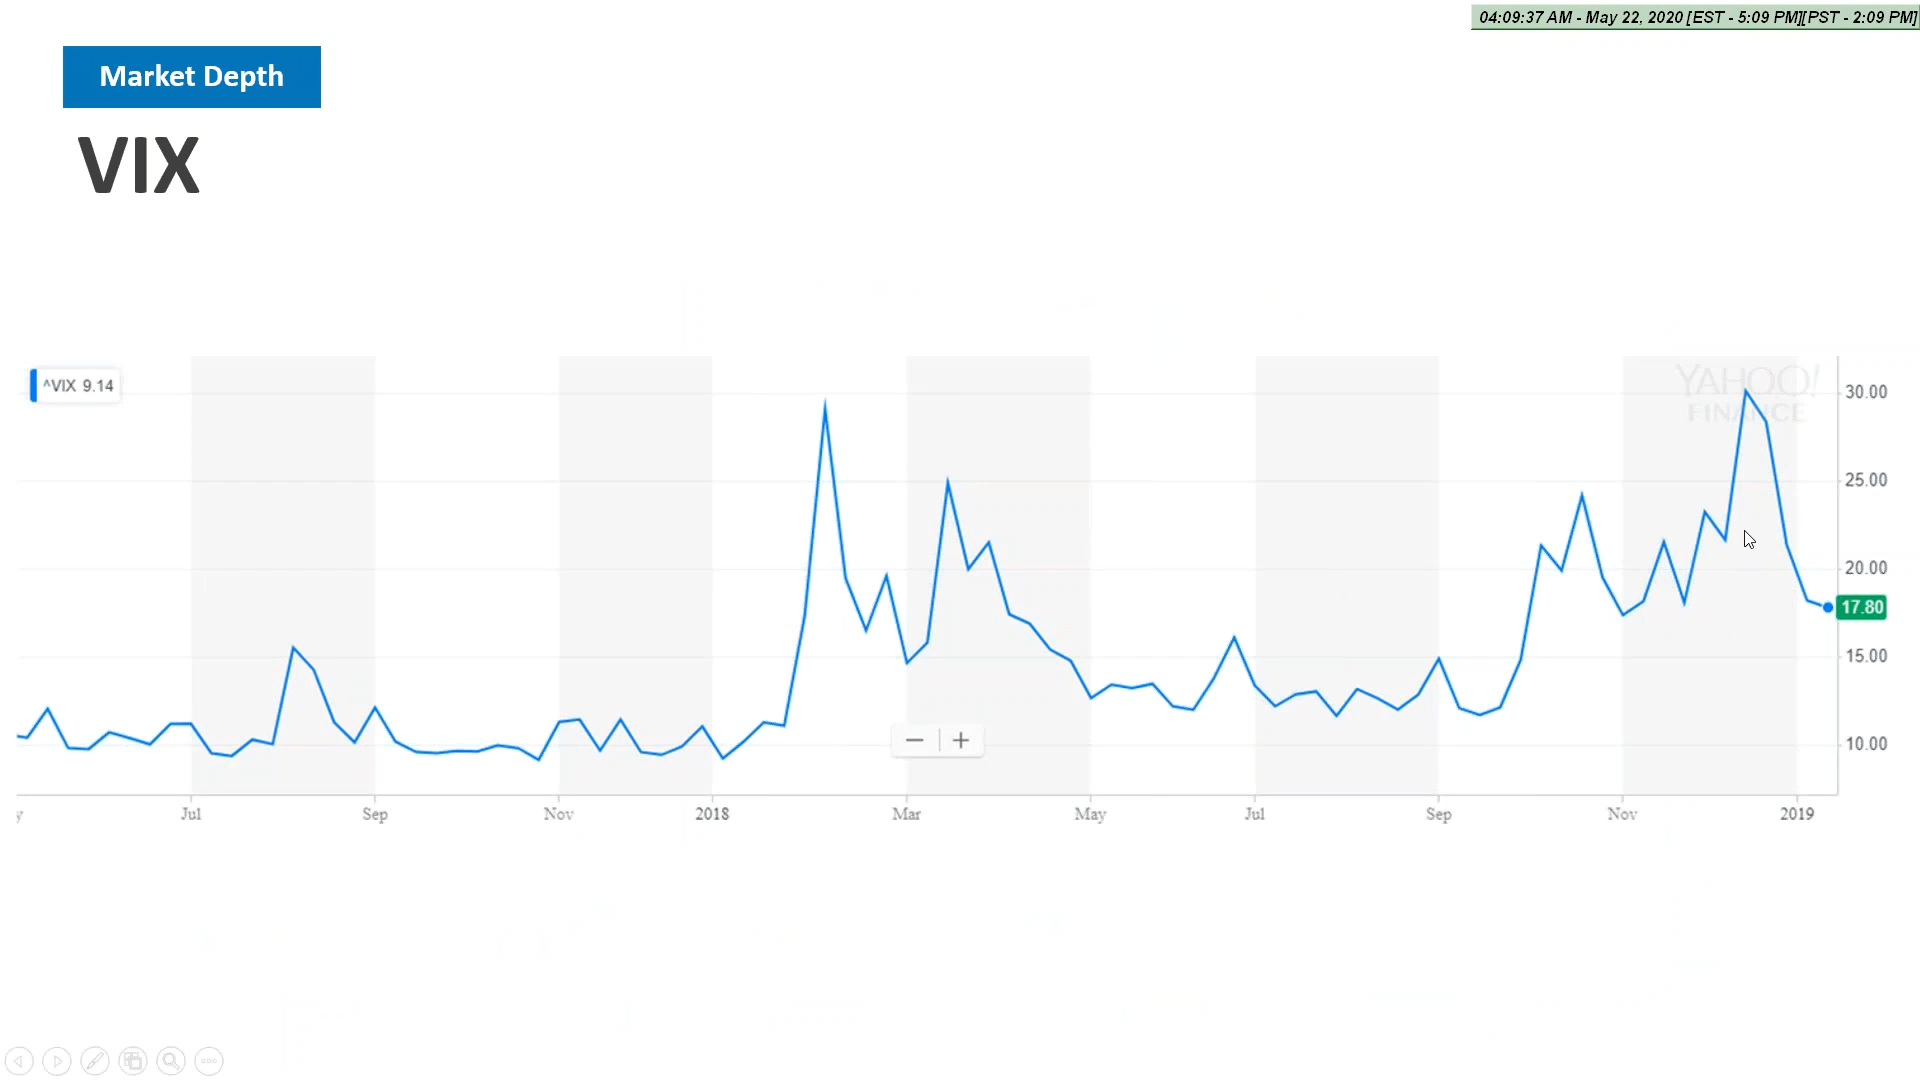 04:09:37 AM - May 22, 2020 [EST - 5:09 PM][PST - 2:09 PM]
Market Depth
VIX
^VIX 9.14
YAHOO!
FINANCE
30.00
25.00
20.00
17.80
15.00
10.00
y Jul Sep Nov 2018 Mar May Jul Sep Nov 2019